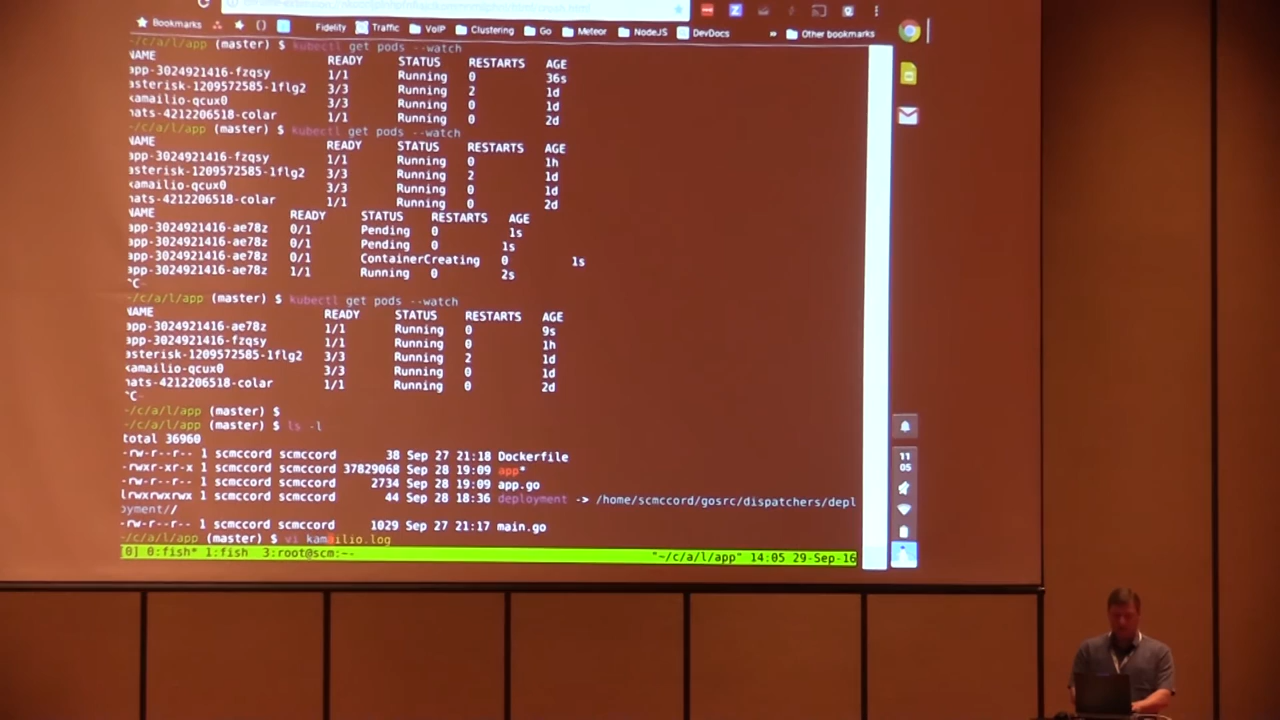 Bookmarks Fidelity Traffic VoIP Clustering Go Meteor NodeJS DevDocs » Other bookmarks
~/c/a/l/app (master) $ kubectl get pods --watch
NAME READY STATUS RESTARTS AGE
app-3024921416-fzqsy 1/1 Running 0 36s
asterisk-1209572585-1flg2 3/3 Running 2 1d
kamailio-qcux0 3/3 Running 0 1d
nats-4212206518-colar 1/1 Running 0 2d
~/c/a/l/app (master) $ kubectl get pods --watch
NAME READY STATUS RESTARTS AGE
app-3024921416-fzqsy 1/1 Running 0 1h
asterisk-1209572585-1flg2 3/3 Running 2 1d
kamailio-qcux0 3/3 Running 0 1d
nats-4212206518-colar 1/1 Running 0 2d
NAME READY STATUS RESTARTS AGE
app-3024921416-ae78z 0/1 Pending 0 1s
app-3024921416-ae78z 0/1 Pending 0 1s
app-3024921416-ae78z 0/1 ContainerCreating 0 1s
app-3024921416-ae78z 1/1 Running 0 2s
^C
~/c/a/l/app (master) $ kubectl get pods --watch
NAME READY STATUS RESTARTS AGE
app-3024921416-ae78z 1/1 Running 0 9s
app-3024921416-fzqsy 1/1 Running 0 1h
asterisk-1209572585-1flg2 3/3 Running 2 1d
kamailio-qcux0 3/3 Running 0 1d
nats-4212206518-colar 1/1 Running 0 2d
^C
~/c/a/l/app (master) $
~/c/a/l/app (master) $ ls -l
total 36960
-rw-r--r-- 1 scmccord scmccord 38 Sep 27 21:18 Dockerfile
-rwxr-xr-x 1 scmccord scmccord 37829068 Sep 28 19:09 app*
-rw-r--r-- 1 scmccord scmccord 2734 Sep 28 19:09 app.go
lrwxrwxrwx 1 scmccord scmccord 44 Sep 28 18:36 deployment -> /home/scmccord/gosrc/dispatchers/depl
oyment//
-rw-r--r-- 1 scmccord scmccord 1029 Sep 27 21:17 main.go
~/c/a/l/app (master) $ vi kamailio.log
[0] 0:fish* 1:fish 3:root@scm:~- "~/c/a/l/app" 14:05 29-Sep-16
11
05